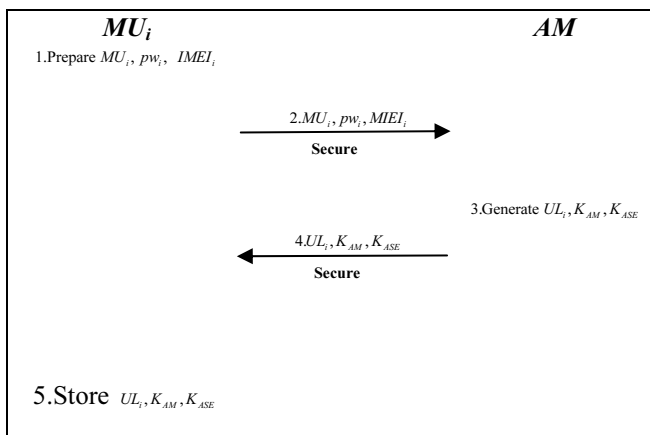 MUi AM
1.Prepare MUi, pwi, IMEIi
2.MUi, pwi, MIEIi
Secure
3.Generate ULi, KAM, KASE
4.ULi, KAM, KASE
Secure
5.Store ULi, KAM, KASE